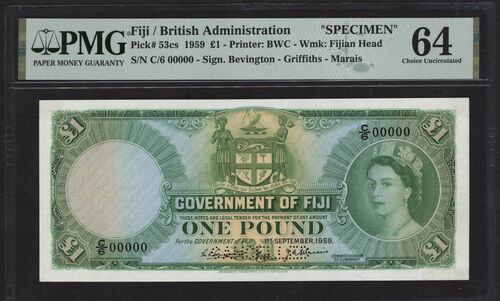 PMG
PAPER MONEY GUARANTY
Fiji / British Administration "SPECIMEN"
Pick# 53cs 1959 £1 - Printer: BWC - Wmk: Fijian Head
S/N C/6 00000 - Sign. Bevington - Griffiths - Marais
64
Choice Uncirculated
£1
£1
C/6 00000
GOVERNMENT OF FIJI
THESE NOTES ARE LEGAL TENDER FOR THE PAYMENT OF ANY AMOUNT
ONE POUND
For the GOVERNMENT OF FIJI.
1ST SEPTEMBER, 1959.
C/6 00000
COMMISSIONERS
OF CURRENCY
£1
£1